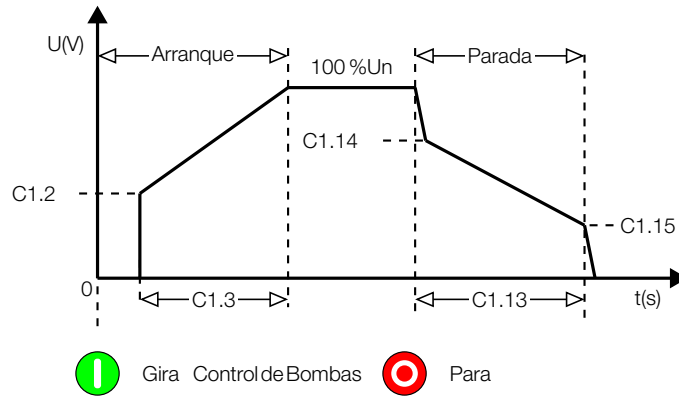 U(V)
Arranque
Parada
100 %Un
C1.14
C1.2
C1.15
0
C1.3
C1.13
t(s)
Gira Control de Bombas Para